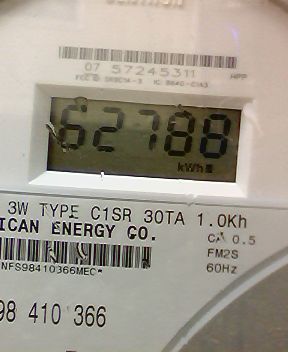 07 57245311
HPP
62788
kWh
3W TYPE C1SR 30TA 1.0Kh
ICAN ENERGY CO.
CA 0.5
FM2S
60Hz
NFS98410366MEC*
98 410 366